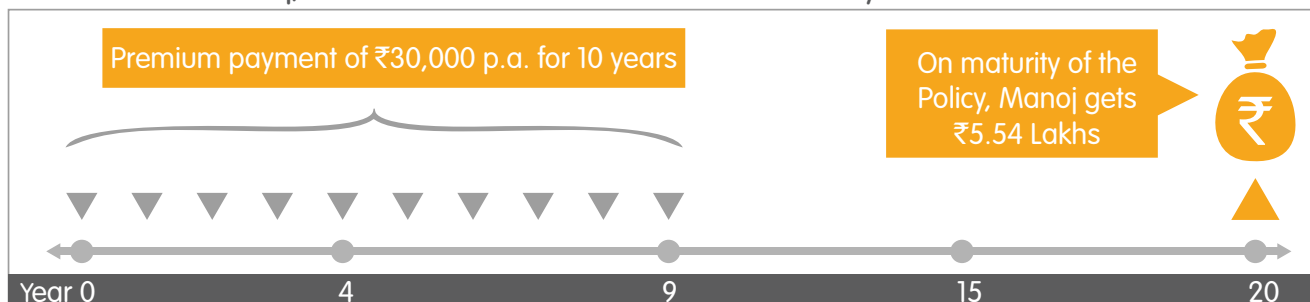 Premium payment of ₹30,000 p.a. for 10 years
On maturity of the
Policy, Manoj gets
₹5.54 Lakhs
₹
Year 0 4 9 15 20